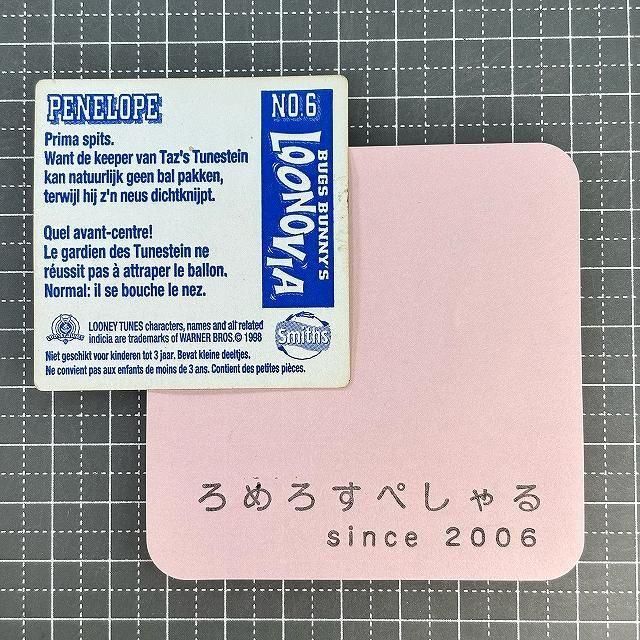 PENELOPE
Prima spits.
Want de keeper van Taz's Tunestein
kan natuurlijk geen bal pakken,
terwijl hij z'n neus dichtknijpt.
Quel avant-centre!
Le gardien des Tunestein ne
réussit pas à attraper le ballon.
Normal: il se bouche le nez.
NO.6
BUGS BUNNY'S
LOONOVIA
LOONEY TUNES characters, names and all related
indicia are trademarks of WARNER BROS.© 1998
Smiths
Niet geschikt voor kinderen tot 3 jaar. Bevat kleine deeltjes.
Ne convient pas aux enfants de moins de 3 ans. Contient des petites pièces.
ろめろすぺしゃる
since 2006